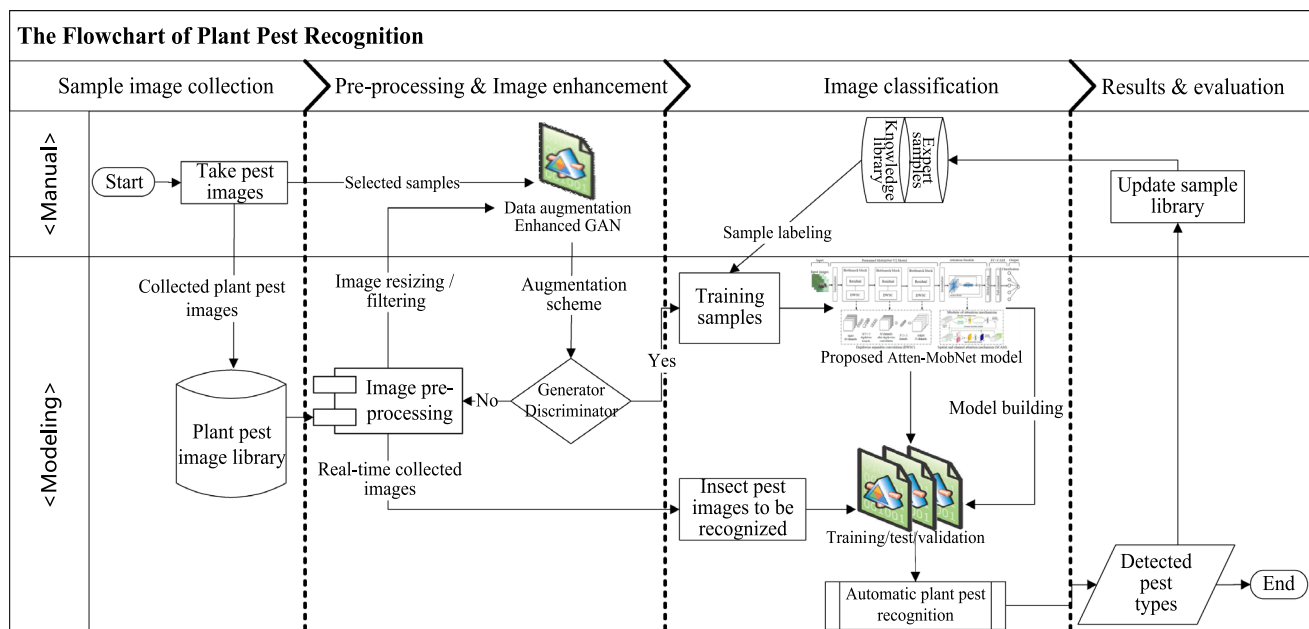 The Flowchart of Plant Pest Recognition
Sample image collection
Pre-processing & Image enhancement
Image classification
Results & evaluation
<Manual>
Start
Take pest
images
Selected samples
Data augmentation
Enhanced GAN
Expert
samples
Knowledge
library
Sample labeling
Update sample
library
<Modeling>
Collected plant pest
images
Plant pest
image library
Image resizing /
filtering
Image pre-
processing
Real-time collected
images
Augmentation
scheme
Generator
Discriminator
No
Yes
Training
samples
Proposed Atten-MobNet model
Model building
Insect pest
images to be
recognized
Training/test/validation
Automatic plant pest
recognition
Detected
pest
types
End